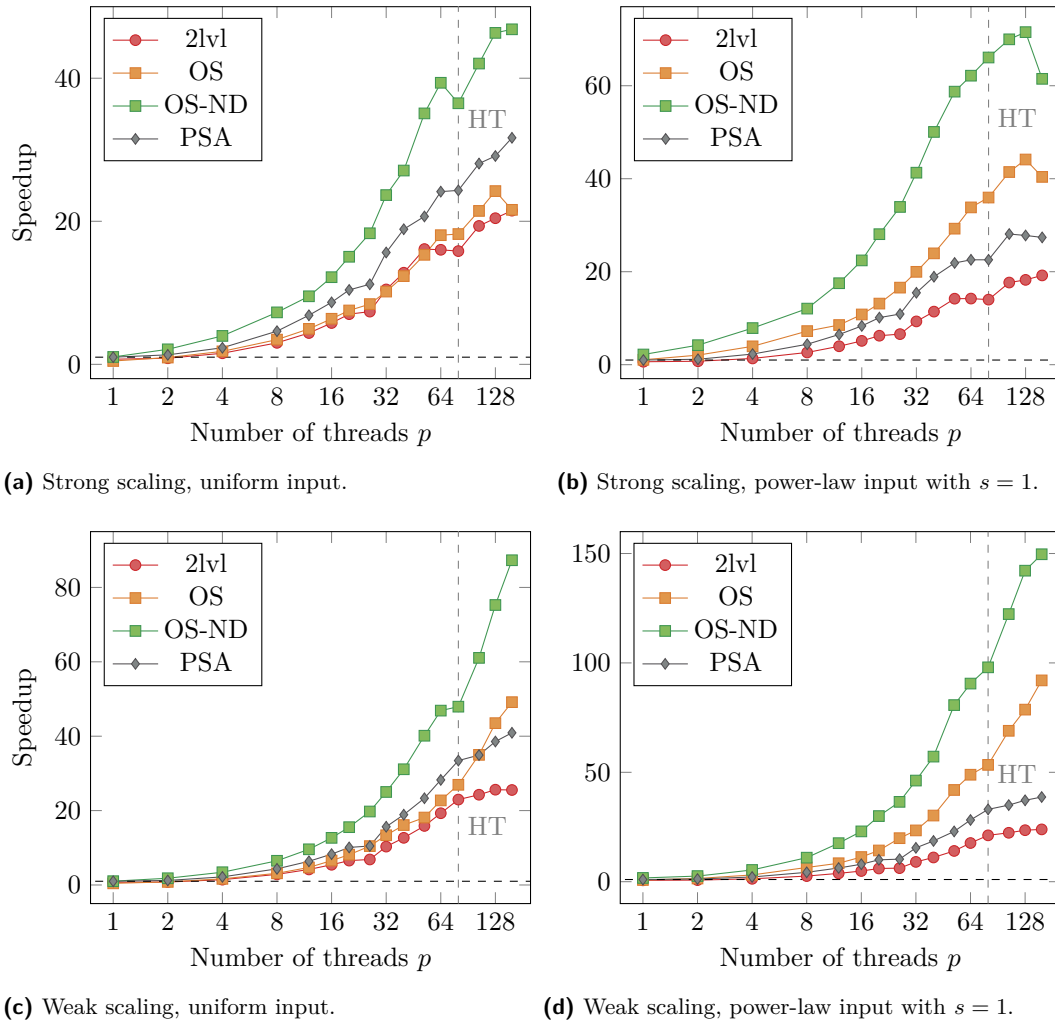 2lvl
OS
OS-ND
PSA
HT
Speedup
0
20
40
1 2 4 8 16 32 64 128
Number of threads p
(a) Strong scaling, uniform input.
2lvl
OS
OS-ND
PSA
HT
0
20
40
60
1 2 4 8 16 32 64 128
Number of threads p
(b) Strong scaling, power-law input with s = 1.
2lvl
OS
OS-ND
PSA
HT
Speedup
0
20
40
60
80
1 2 4 8 16 32 64 128
Number of threads p
(c) Weak scaling, uniform input.
2lvl
OS
OS-ND
PSA
HT
0
50
100
150
1 2 4 8 16 32 64 128
Number of threads p
(d) Weak scaling, power-law input with s = 1.